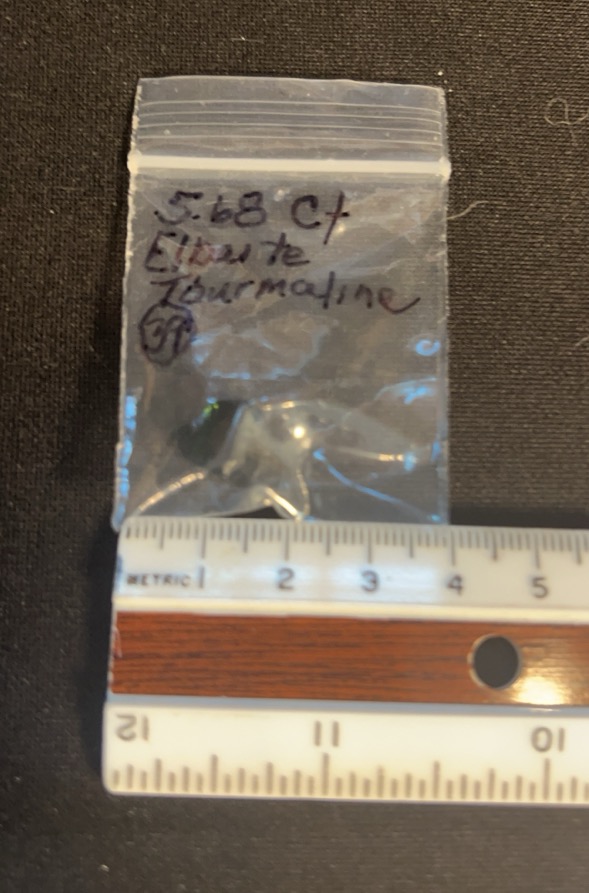 5.68 Ct
Elbaite
Tourmaline
39
METRIC 1 2 3 4 5
12 11 10